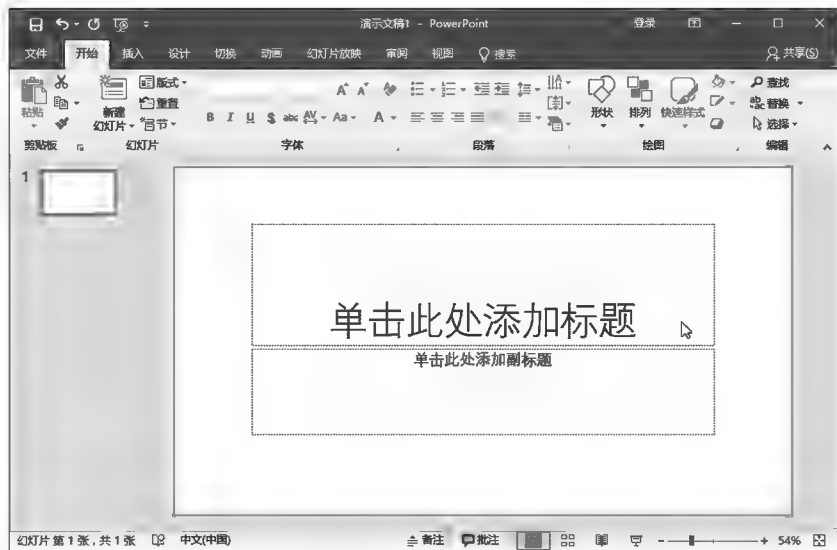 演示文稿1 - PowerPoint
登录
文件 开始 插入 设计 切换 动画 幻灯片放映 审阅 视图 搜索 共享(S)
粘贴
新建
幻灯片
版式
重置
节
B I U S abc AV Aa A
A A
形状 排列 快速样式
查找
替换
选择
剪贴板 幻灯片 字体 段落 绘图 编辑
1
单击此处添加标题
单击此处添加副标题
幻灯片 第 1 张,共 1 张 中文(中国) 备注 批注 54%